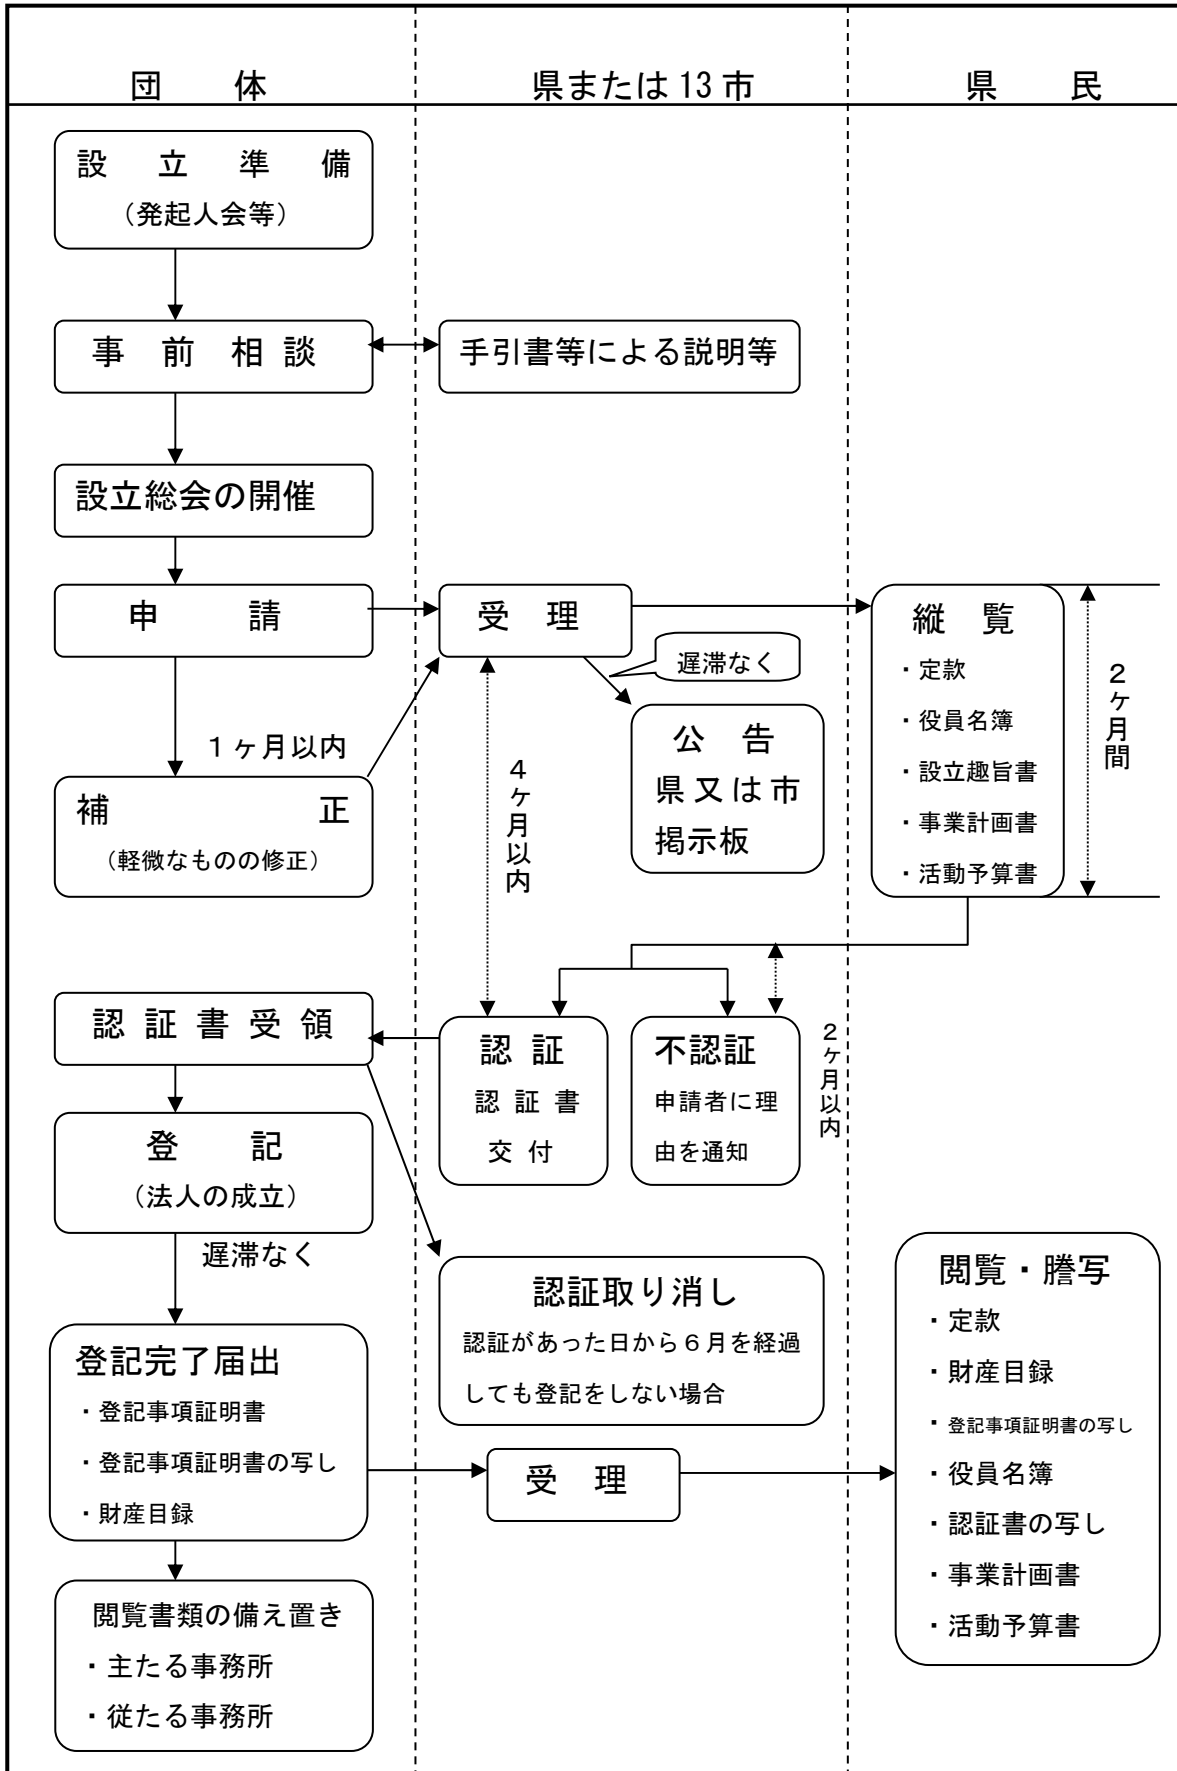 団　　体
県または 13 市
県　　民
設　立　準　備
（発起人会等）
事　前　相　談
手引書等による説明等
設立総会の開催
申　　請
受　理
遅滞なく
縦　覧
・定款
・役員名簿
・設立趣旨書
・事業計画書
・活動予算書
２ヶ月間
公　告
県又は市
掲示板
１ヶ月以内
４ヶ月以内
補　　　正
（軽微なものの修正）
認 証 書 受 領
認　証
認 証 書
交 付
不認証
申請者に理
由を通知
２ヶ月以内
登　　記
（法人の成立）
遅滞なく
認証取り消し
認証があった日から６月を経過
しても登記をしない場合
登記完了届出
・登記事項証明書
・登記事項証明書の写し
・財産目録
受　理
閲覧・謄写
・定款
・財産目録
・登記事項証明書の写し
・役員名簿
・認証書の写し
・事業計画書
・活動予算書
閲覧書類の備え置き
・主たる事務所
・従たる事務所